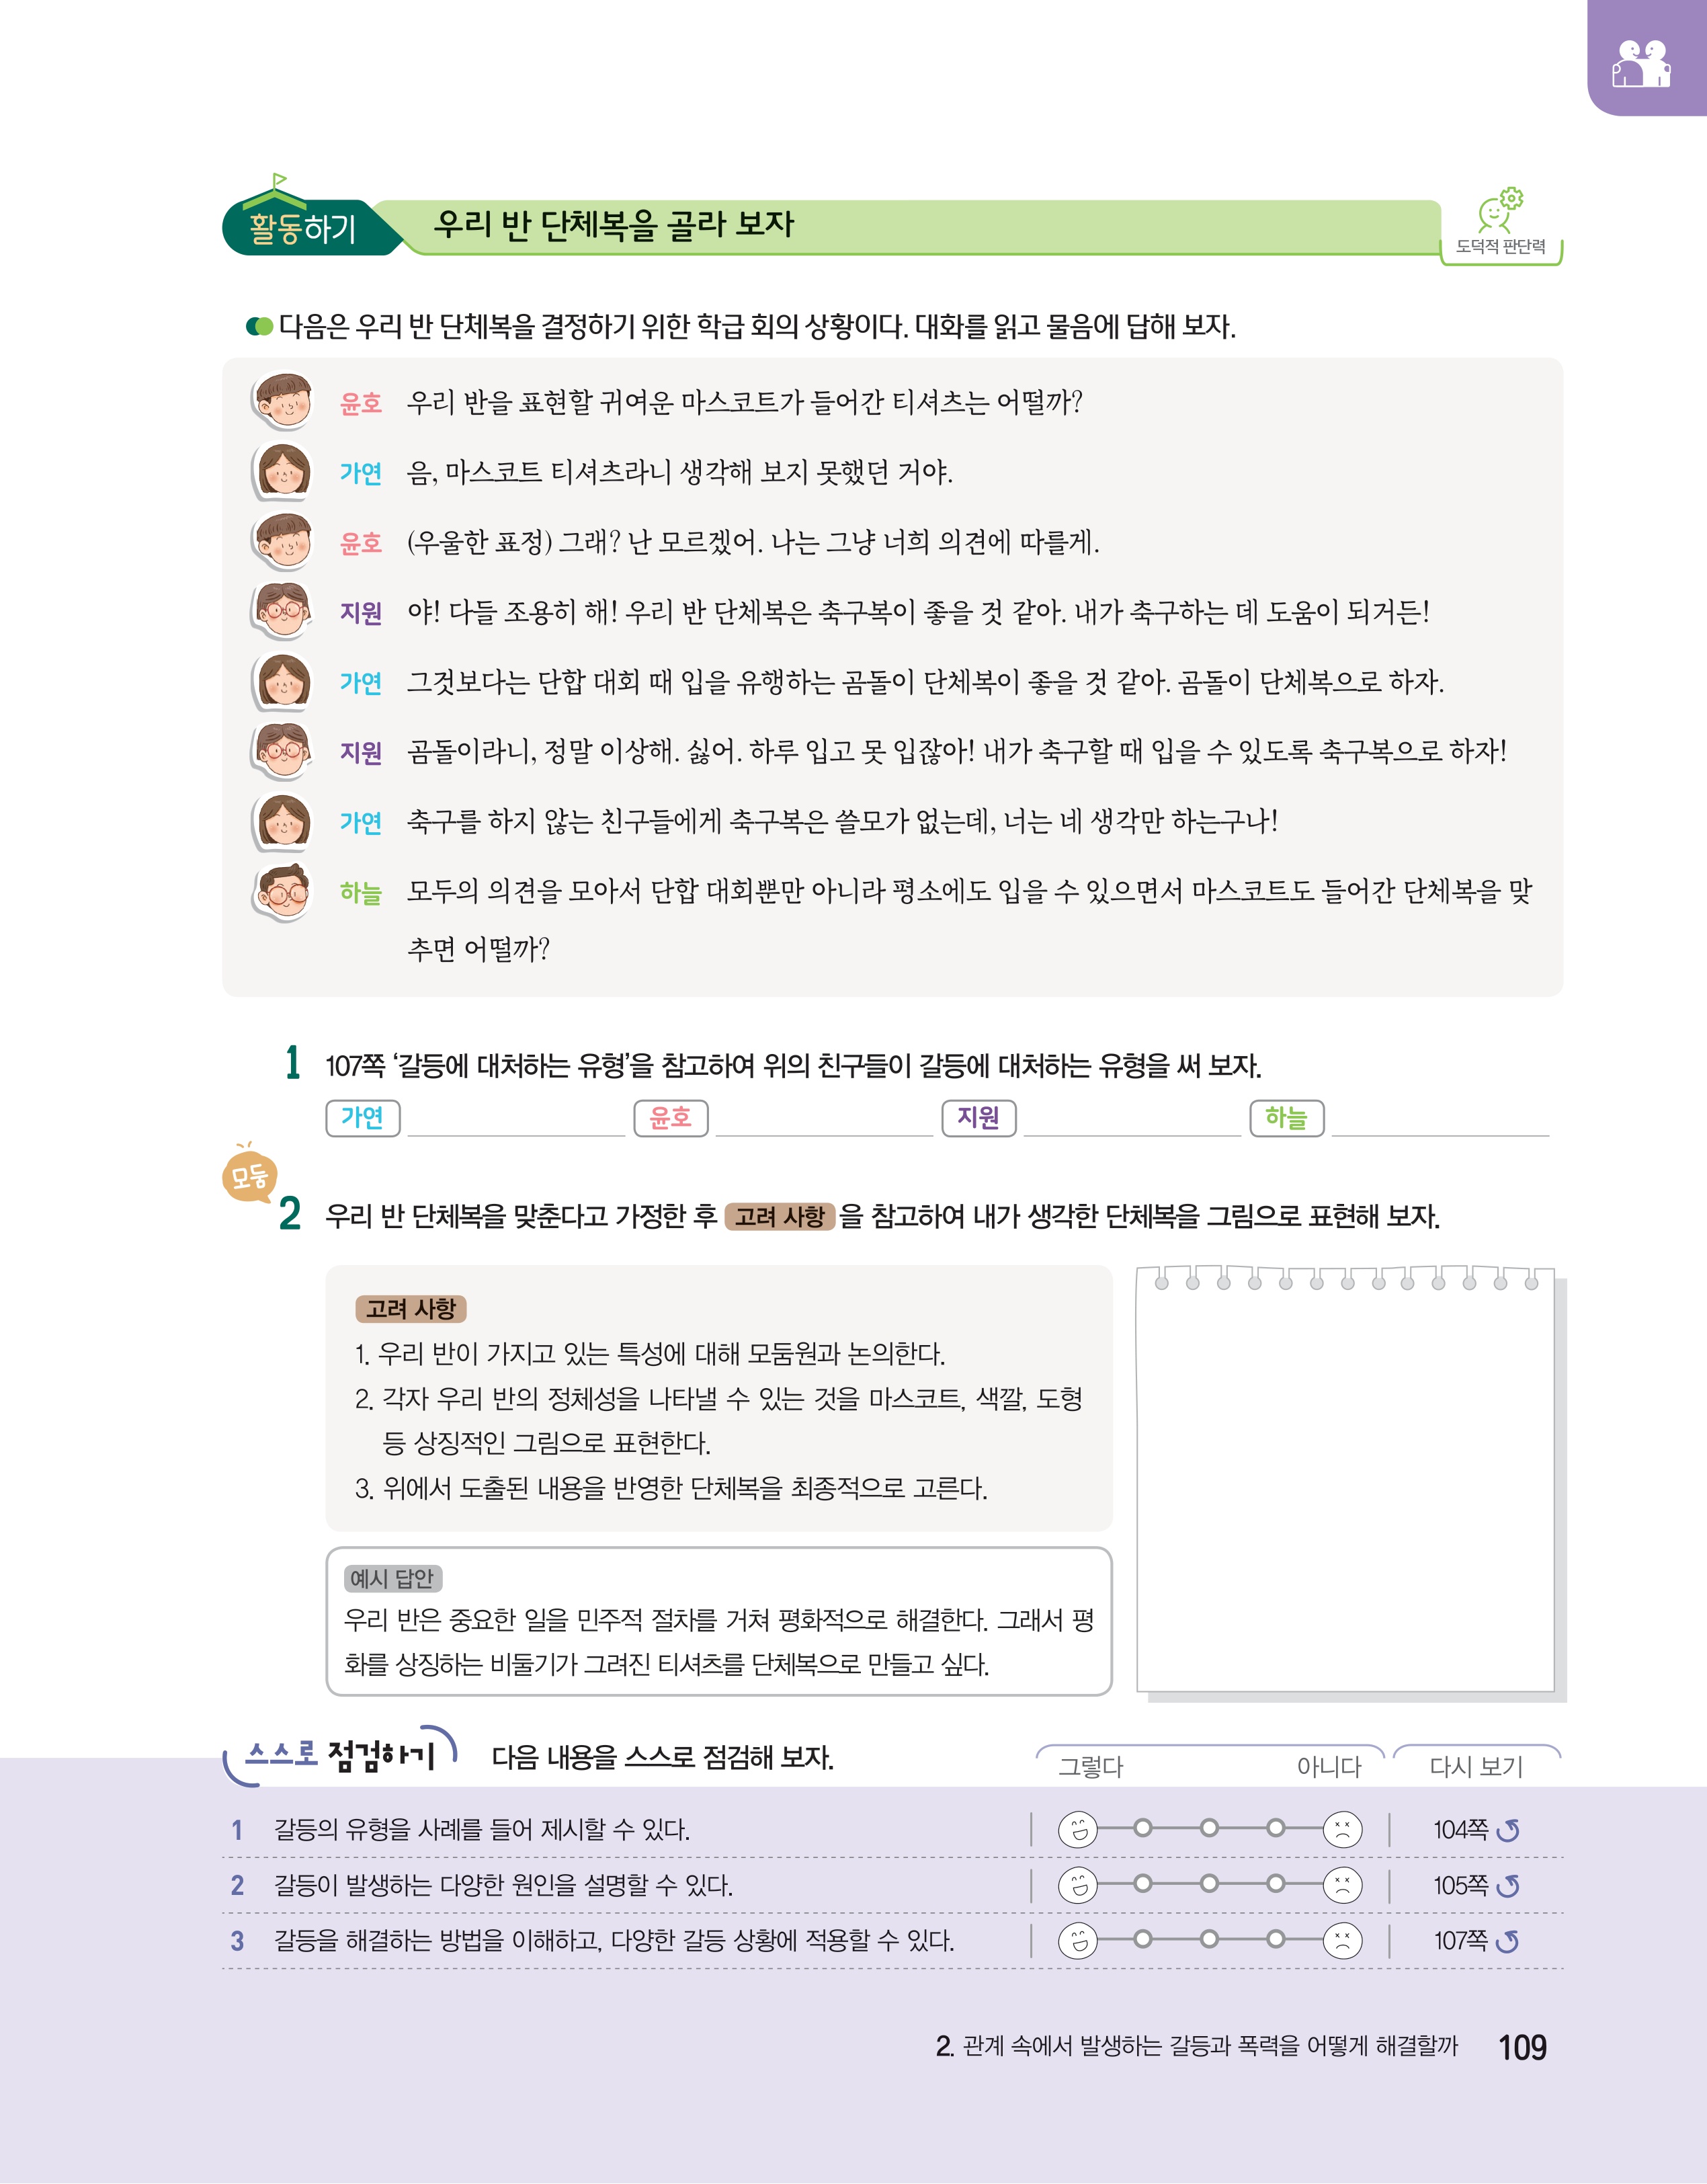 활동하기
우리 반 단체복을 골라 보자
도덕적 판단력
다음은 우리 반 단체복을 결정하기 위한 학급 회의 상황이다. 대화를 읽고 물음에 답해 보자.
윤호 우리 반을 표현할 귀여운 마스코트가 들어간 티셔츠는 어떨까?
가연 음, 마스코트 티셔츠라니 생각해 보지 못했던 거야.
윤호 (우울한 표정) 그래? 난 모르겠어. 나는 그냥 너희 의견에 따를게.
지원 야! 다들 조용히 해! 우리 반 단체복은 축구복이 좋을 것 같아. 내가 축구하는 데 도움이 되거든!
가연 그것보다는 단합 대회 때 입을 유행하는 곰돌이 단체복이 좋을 것 같아. 곰돌이 단체복으로 하자.
지원 곰돌이라니, 정말 이상해. 싫어. 하루 입고 못 입잖아! 내가 축구할 때 입을 수 있도록 축구복으로 하자!
가연 축구를 하지 않는 친구들에게 축구복은 쓸모가 없는데, 너는 네 생각만 하는구나!
하늘 모두의 의견을 모아서 단합 대회뿐만 아니라 평소에도 입을 수 있으면서 마스코트도 들어간 단체복을 맞
추면 어떨까?
1 107쪽 ‘갈등에 대처하는 유형’을 참고하여 위의 친구들이 갈등에 대처하는 유형을 써 보자.
가연 윤호 지원 하늘
모둠
2 우리 반 단체복을 맞춘다고 가정한 후 고려 사항 을 참고하여 내가 생각한 단체복을 그림으로 표현해 보자.
고려 사항
1. 우리 반이 가지고 있는 특성에 대해 모둠원과 논의한다.
2. 각자 우리 반의 정체성을 나타낼 수 있는 것을 마스코트, 색깔, 도형
등 상징적인 그림으로 표현한다.
3. 위에서 도출된 내용을 반영한 단체복을 최종적으로 고른다.
예시 답안
우리 반은 중요한 일을 민주적 절차를 거쳐 평화적으로 해결한다. 그래서 평
화를 상징하는 비둘기가 그려진 티셔츠를 단체복으로 만들고 싶다.
스스로 점검하기 다음 내용을 스스로 점검해 보자.
그렇다 아니다 다시 보기
1 갈등의 유형을 사례를 들어 제시할 수 있다. 104쪽
2 갈등이 발생하는 다양한 원인을 설명할 수 있다. 105쪽
3 갈등을 해결하는 방법을 이해하고, 다양한 갈등 상황에 적용할 수 있다. 107쪽
2. 관계 속에서 발생하는 갈등과 폭력을 어떻게 해결할까 109